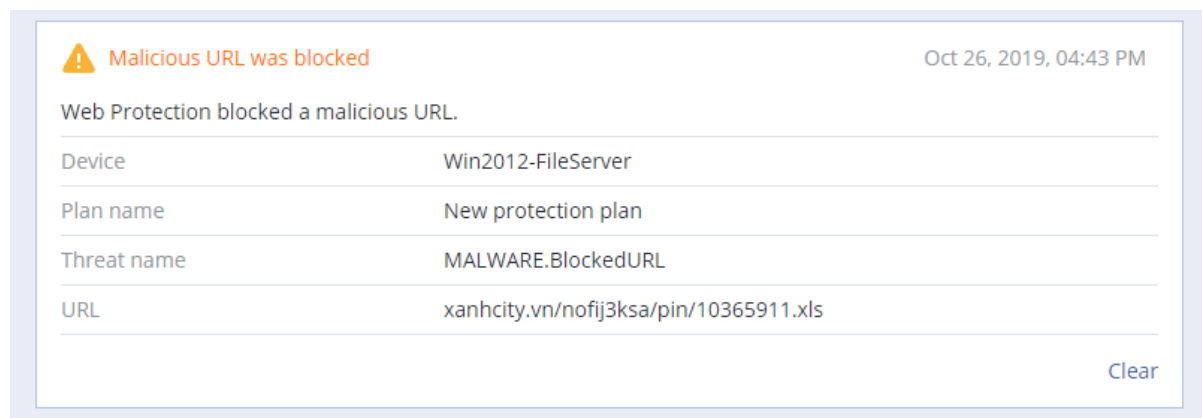 Malicious URL was blocked Oct 26, 2019, 04:43 PM
Web Protection blocked a malicious URL.
Device Win2012-FileServer
Plan name New protection plan
Threat name MALWARE.BlockedURL
URL xanhcity.vn/nofij3ksa/pin/10365911.xls
Clear